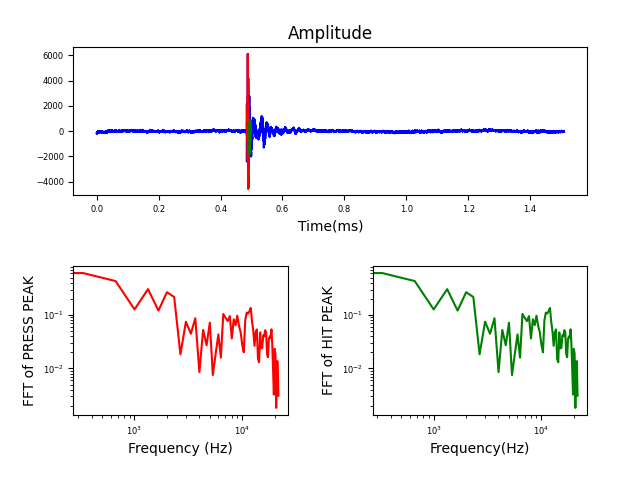 Amplitude
6000
4000
2000
0
−2000
−4000
0.0 0.2 0.4 0.6 0.8 1.0 1.2 1.4
Time(ms)
FFT of PRESS PEAK
10⁻¹
10⁻²
10³ 10⁴
Frequency (Hz)
FFT of HIT PEAK
10⁻¹
10⁻²
10³ 10⁴
Frequency(Hz)